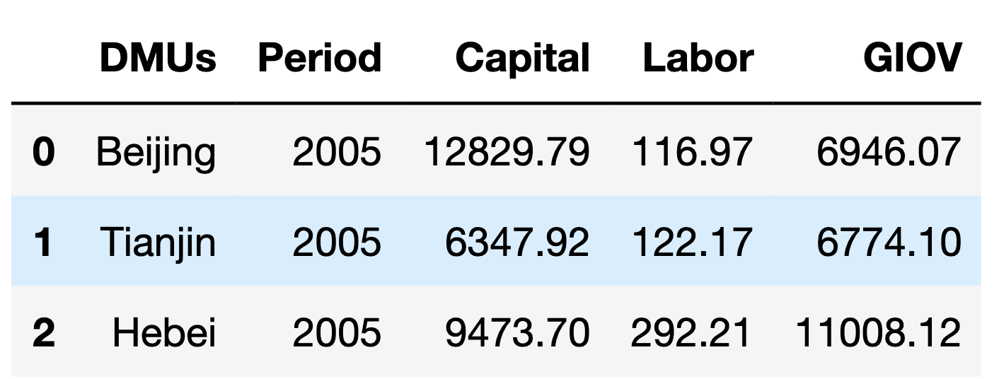 DMUs Period Capital Labor GIOV
0 Beijing 2005 12829.79 116.97 6946.07
1 Tianjin 2005 6347.92 122.17 6774.10
2 Hebei 2005 9473.70 292.21 11008.12